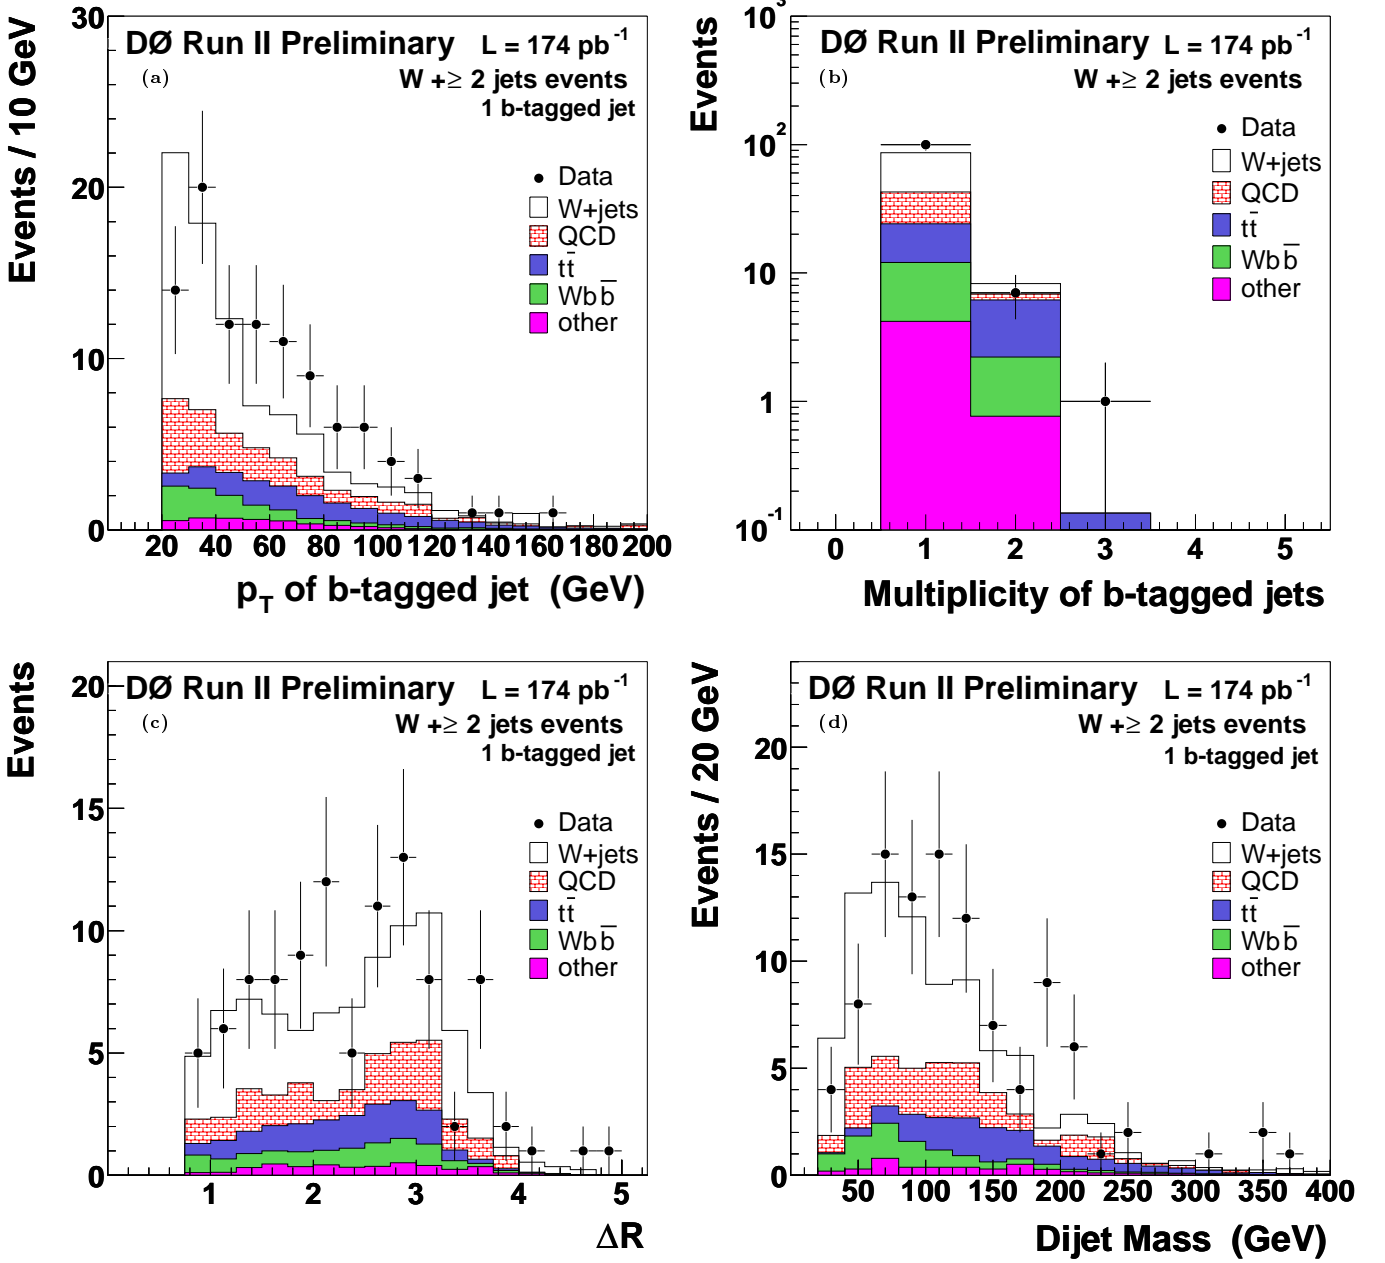 DØ Run II Preliminary L = 174 pb⁻¹
(a)
W +≥ 2 jets events
1 b-tagged jet
Data
W+jets
QCD
tt̄
Wbb̄
other
Events / 10 GeV
30
20
10
0
20 40 60 80 100 120 140 160 180 200
p_T of b-tagged jet (GeV)
DØ Run II Preliminary L = 174 pb⁻¹
(b)
W +≥ 2 jets events
Data
W+jets
QCD
tt̄
Wbb̄
other
Events
10³
10²
10
1
10⁻¹
0 1 2 3 4 5
Multiplicity of b-tagged jets
DØ Run II Preliminary L = 174 pb⁻¹
(c)
W +≥ 2 jets events
1 b-tagged jet
Data
W+jets
QCD
tt̄
Wbb̄
other
Events
20
15
10
5
0
1 2 3 4 5
ΔR
DØ Run II Preliminary L = 174 pb⁻¹
(d)
W +≥ 2 jets events
1 b-tagged jet
Data
W+jets
QCD
tt̄
Wbb̄
other
Events / 20 GeV
20
15
10
5
0
50 100 150 200 250 300 350 400
Dijet Mass (GeV)